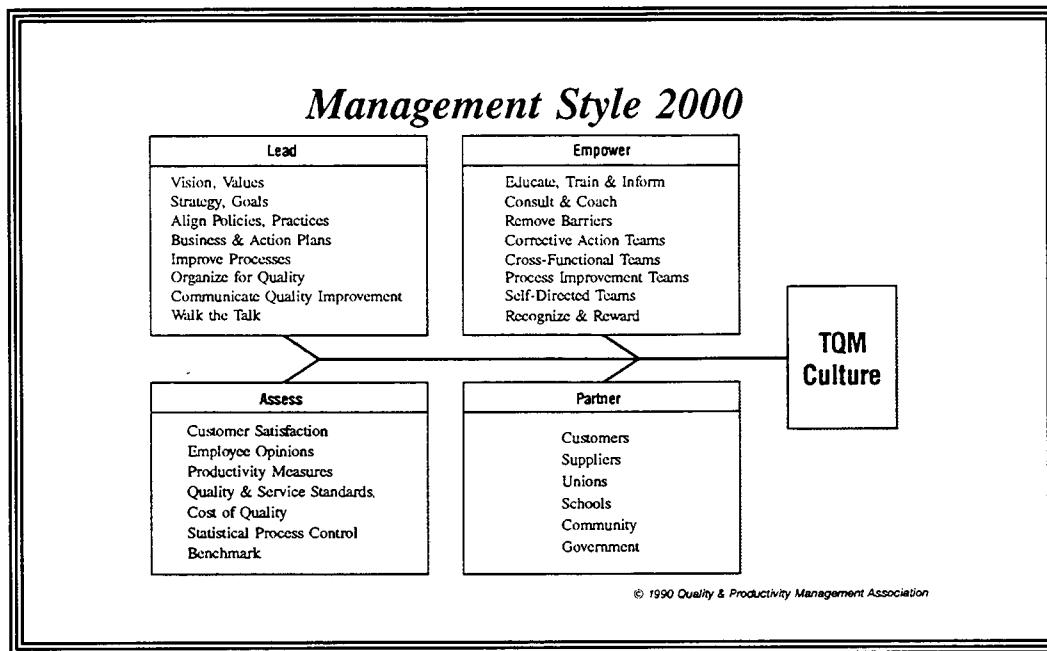 Management Style 2000
Lead
Vision, Values
Strategy, Goals
Align Policies, Practices
Business & Action Plans
Improve Processes
Organize for Quality
Communicate Quality Improvement
Walk the Talk
Empower
Educate, Train & Inform
Consult & Coach
Remove Barriers
Corrective Action Teams
Cross-Functional Teams
Process Improvement Teams
Self-Directed Teams
Recognize & Reward
Assess
Customer Satisfaction
Employee Opinions
Productivity Measures
Quality & Service Standards,
Cost of Quality
Statistical Process Control
Benchmark
Partner
Customers
Suppliers
Unions
Schools
Community
Government
TQM
Culture
© 1990 Quality & Productivity Management Association